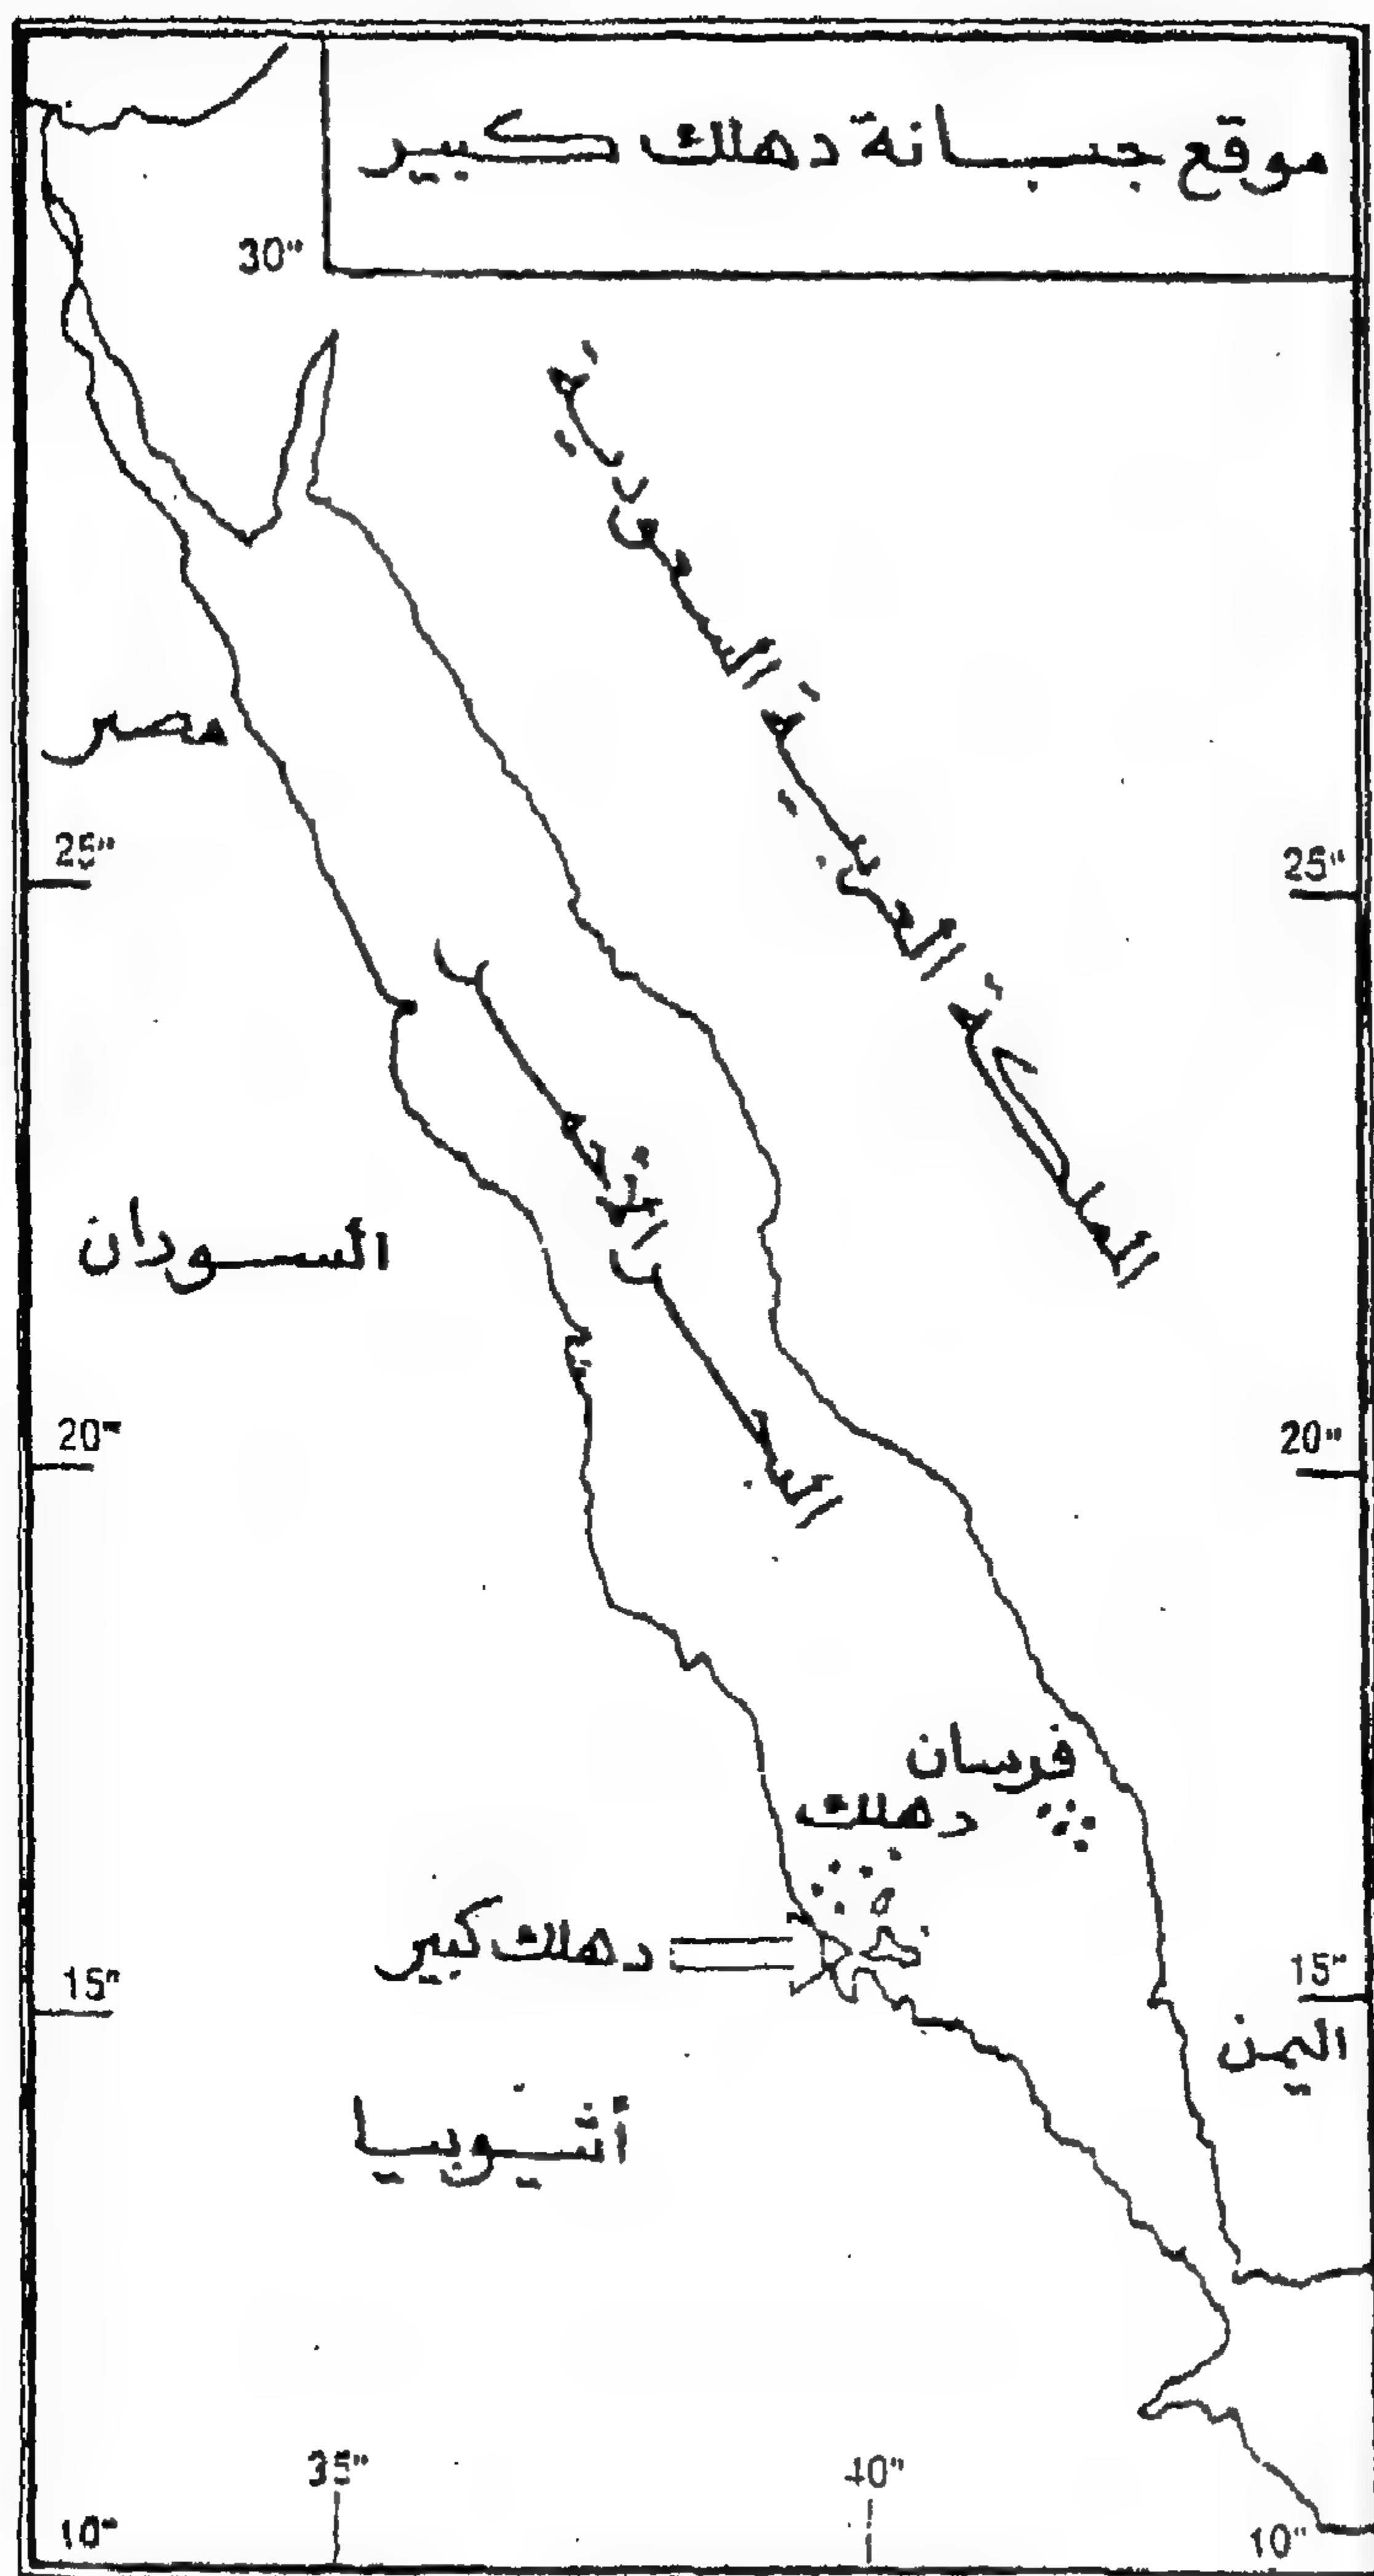 موقع جبانة دهلك كبير
30"
المملكة العربية السعودية
مصر
25"
25"
البحر الأحمر
السودان
20"
20"
فرسان
دهلك
دهلك كبير
15"
15"
اليمن
أثيوبيا
35"
40"
10"
10"